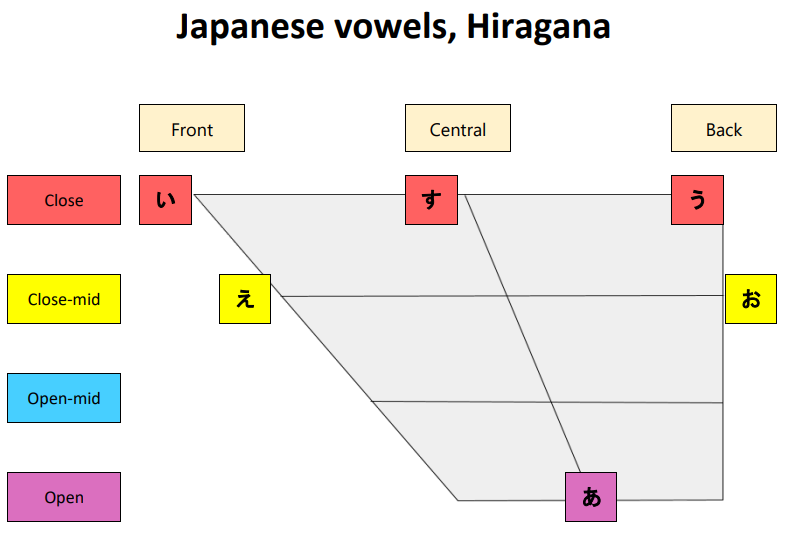 Japanese vowels, Hiragana
Front Central Back
Close い す う
Close-mid え お
Open-mid
Open あ